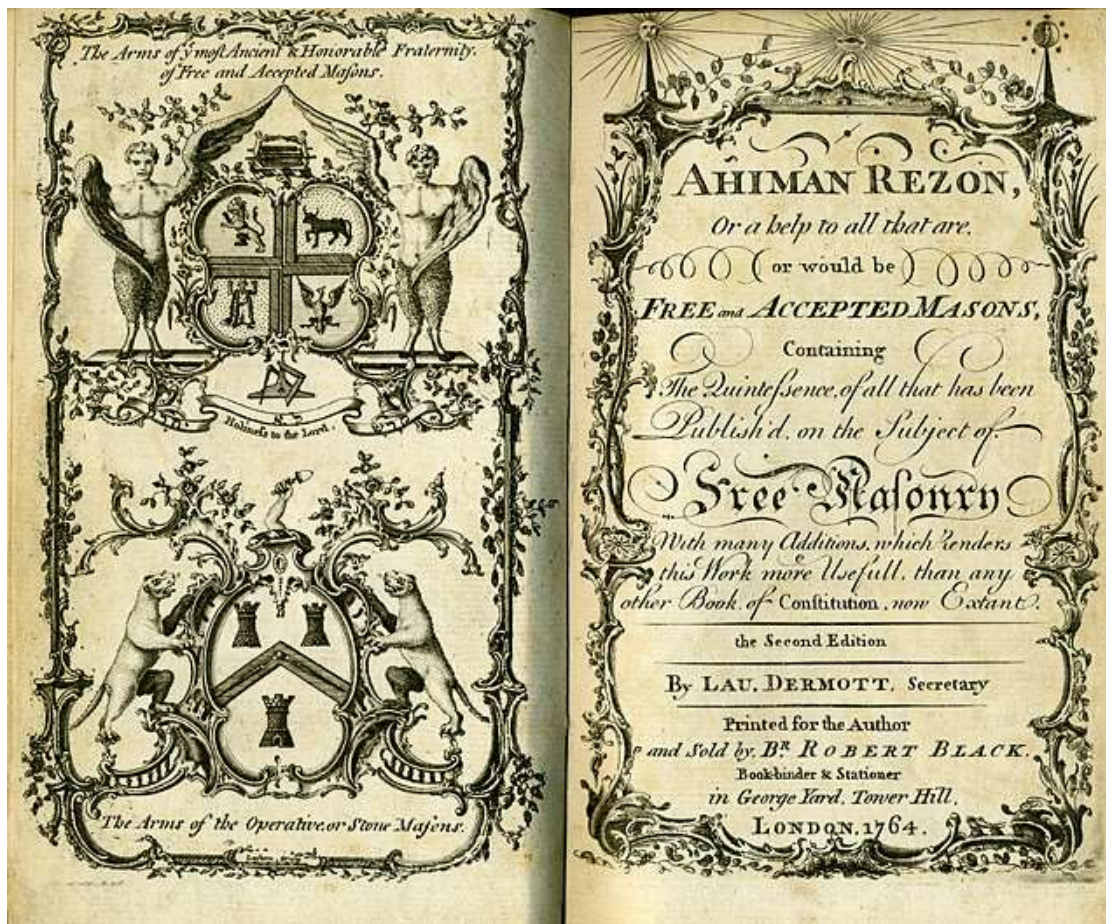 The Arms of yͤ moſt Ancient & Honorable Fraternity,
of Free and Accepted Maſons.
Holineſs to the Lord.
The Arms of the Operative, or Stone Maſons.
AHIMAN REZON,
Or a help to all that are,
(or would be)
FREE and ACCEPTED MASONS,
Containing
The Quinteſsence, of all that has been
Publish'd, on the Subject of
Free Maſonry
With many Additions, which renders
this Work more Usefull, than any
other Book, of Constitution, now Extant.
the Second Edition
By LAU. DERMOTT, Secretary
Printed for the Author
and Sold by, Bᴿ ROBERT BLACK,
Bookbinder & Stationer
in George Yard, Tower Hill,
LONDON, 1764.